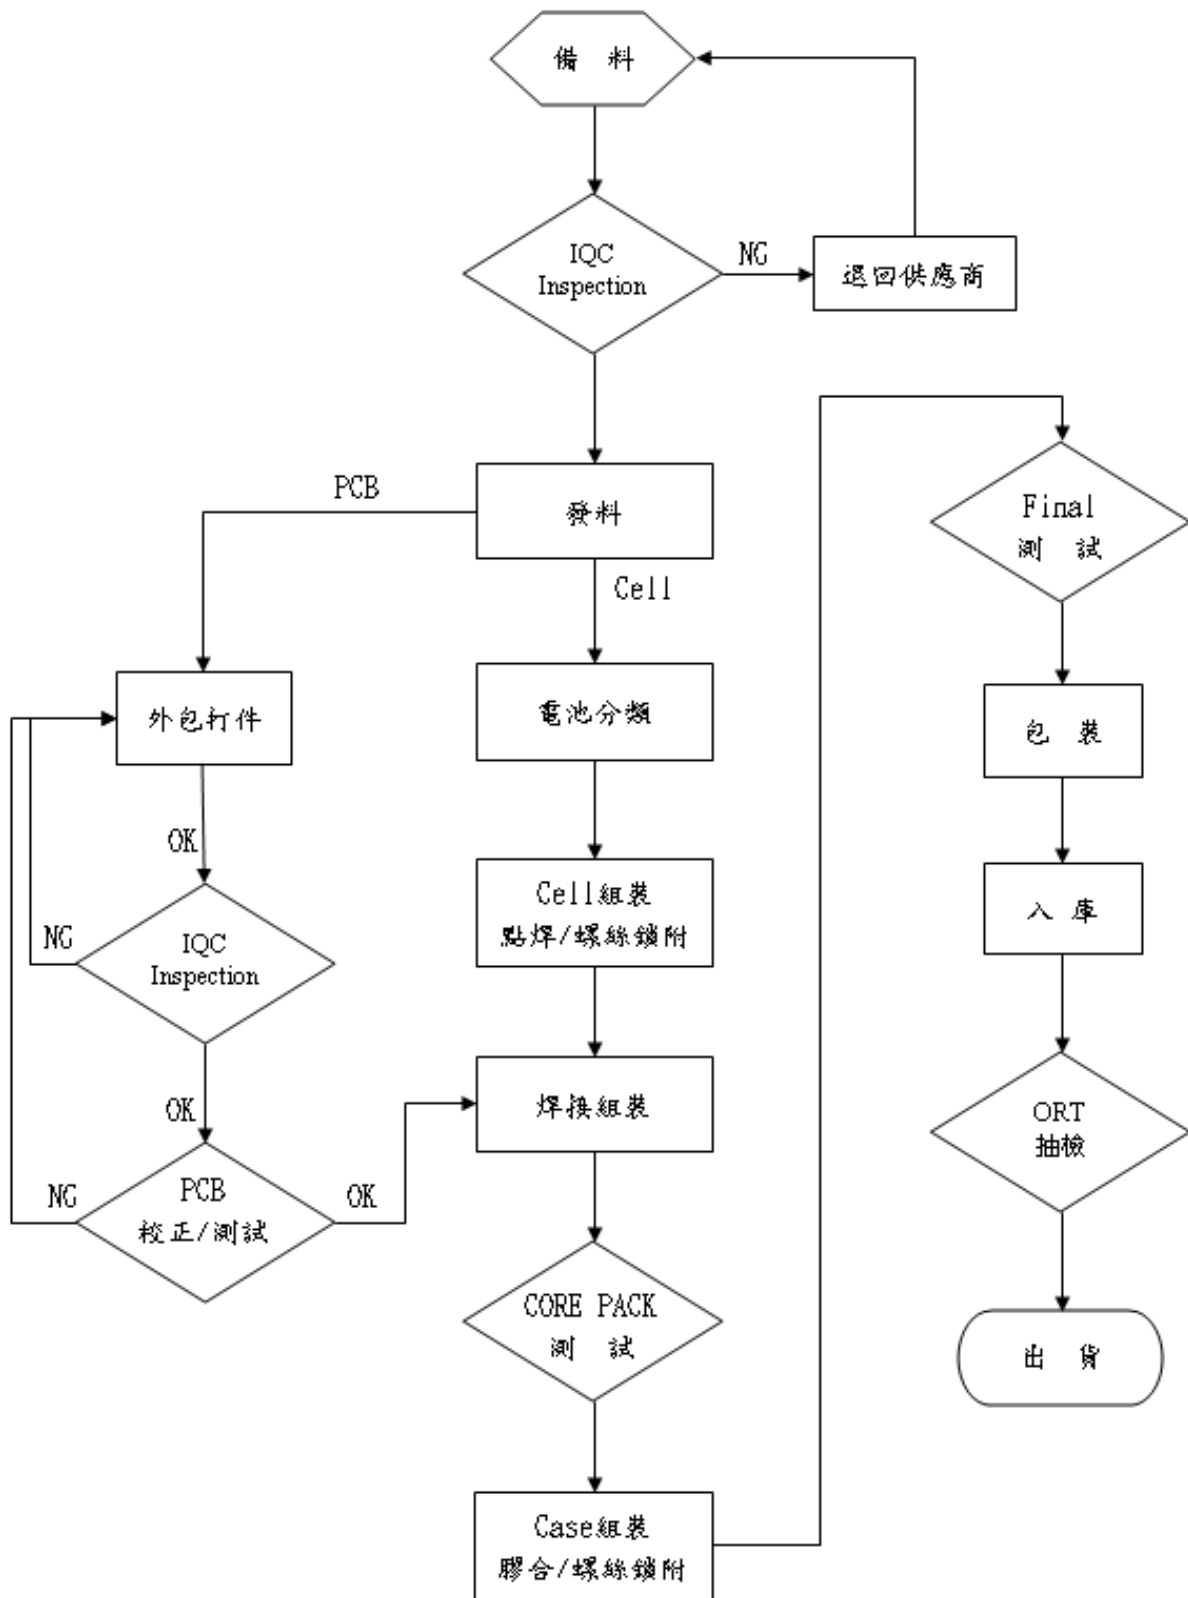 備 料
IQC
Inspection
NG
退回供應商
發料
PCB
Cell
外包打件
電池分類
OK
IQC
Inspection
NG
Cell組裝
點焊/螺絲鎖附
OK
焊接組裝
PCB
校正/測試
NG
OK
CORE PACK
測 試
Case組裝
膠合/螺絲鎖附
Final
測 試
包 裝
入 庫
ORT
抽檢
出 貨